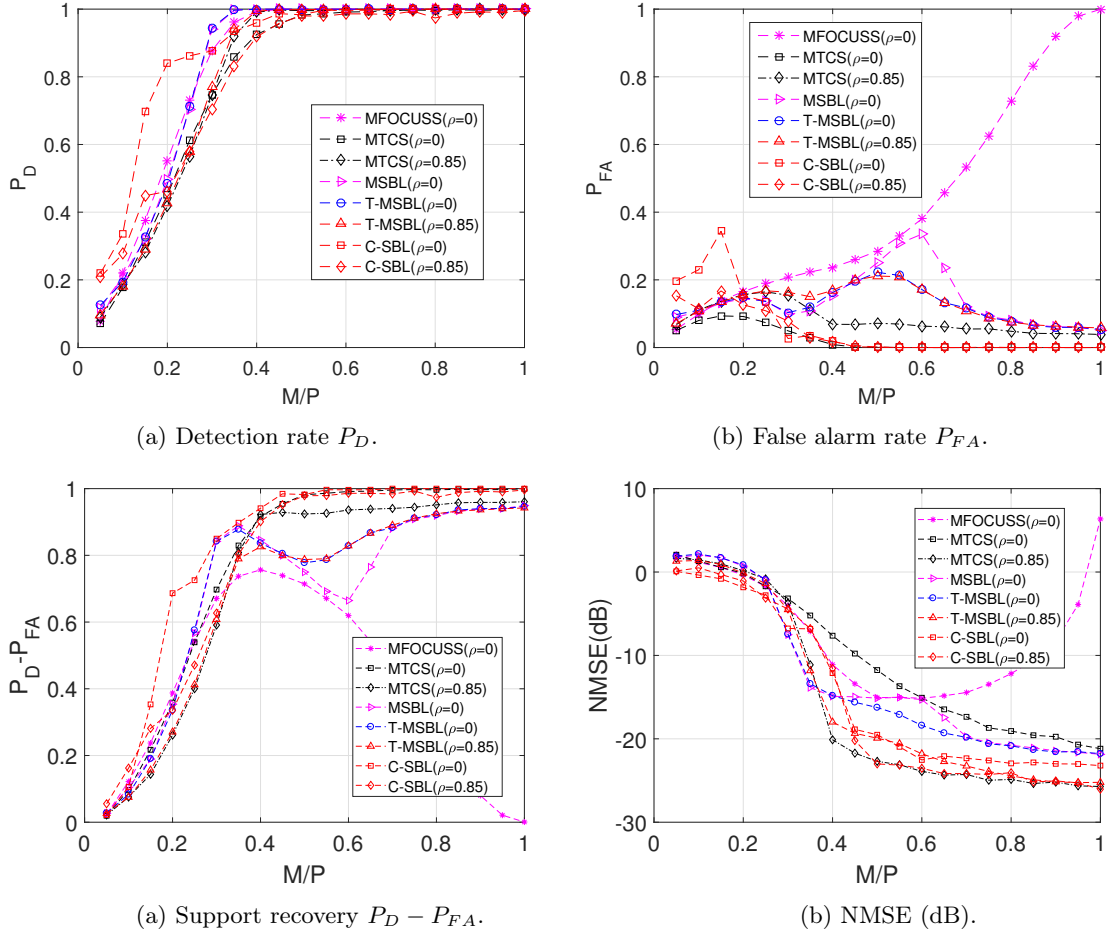 1
0.8
0.6
0.4
0.2
0
P_D
0 0.2 0.4 0.6 0.8 1
M/P
MFOCUSS(ρ=0)
MTCS(ρ=0)
MTCS(ρ=0.85)
MSBL(ρ=0)
T-MSBL(ρ=0)
T-MSBL(ρ=0.85)
C-SBL(ρ=0)
C-SBL(ρ=0.85)
(a) Detection rate P_D.
1
0.8
0.6
0.4
0.2
0
P_FA
0 0.2 0.4 0.6 0.8 1
M/P
MFOCUSS(ρ=0)
MTCS(ρ=0)
MTCS(ρ=0.85)
MSBL(ρ=0)
T-MSBL(ρ=0)
T-MSBL(ρ=0.85)
C-SBL(ρ=0)
C-SBL(ρ=0.85)
(b) False alarm rate P_{FA}.
1
0.8
0.6
0.4
0.2
0
P_D-P_FA
0 0.2 0.4 0.6 0.8 1
M/P
MFOCUSS(ρ=0)
MTCS(ρ=0)
MTCS(ρ=0.85)
MSBL(ρ=0)
T-MSBL(ρ=0)
T-MSBL(ρ=0.85)
C-SBL(ρ=0)
C-SBL(ρ=0.85)
(a) Support recovery P_D − P_{FA}.
10
0
-10
-20
-30
NMSE(dB)
0 0.2 0.4 0.6 0.8 1
M/P
MFOCUSS(ρ=0)
MTCS(ρ=0)
MTCS(ρ=0.85)
MSBL(ρ=0)
T-MSBL(ρ=0)
T-MSBL(ρ=0.85)
C-SBL(ρ=0)
C-SBL(ρ=0.85)
(b) NMSE (dB).